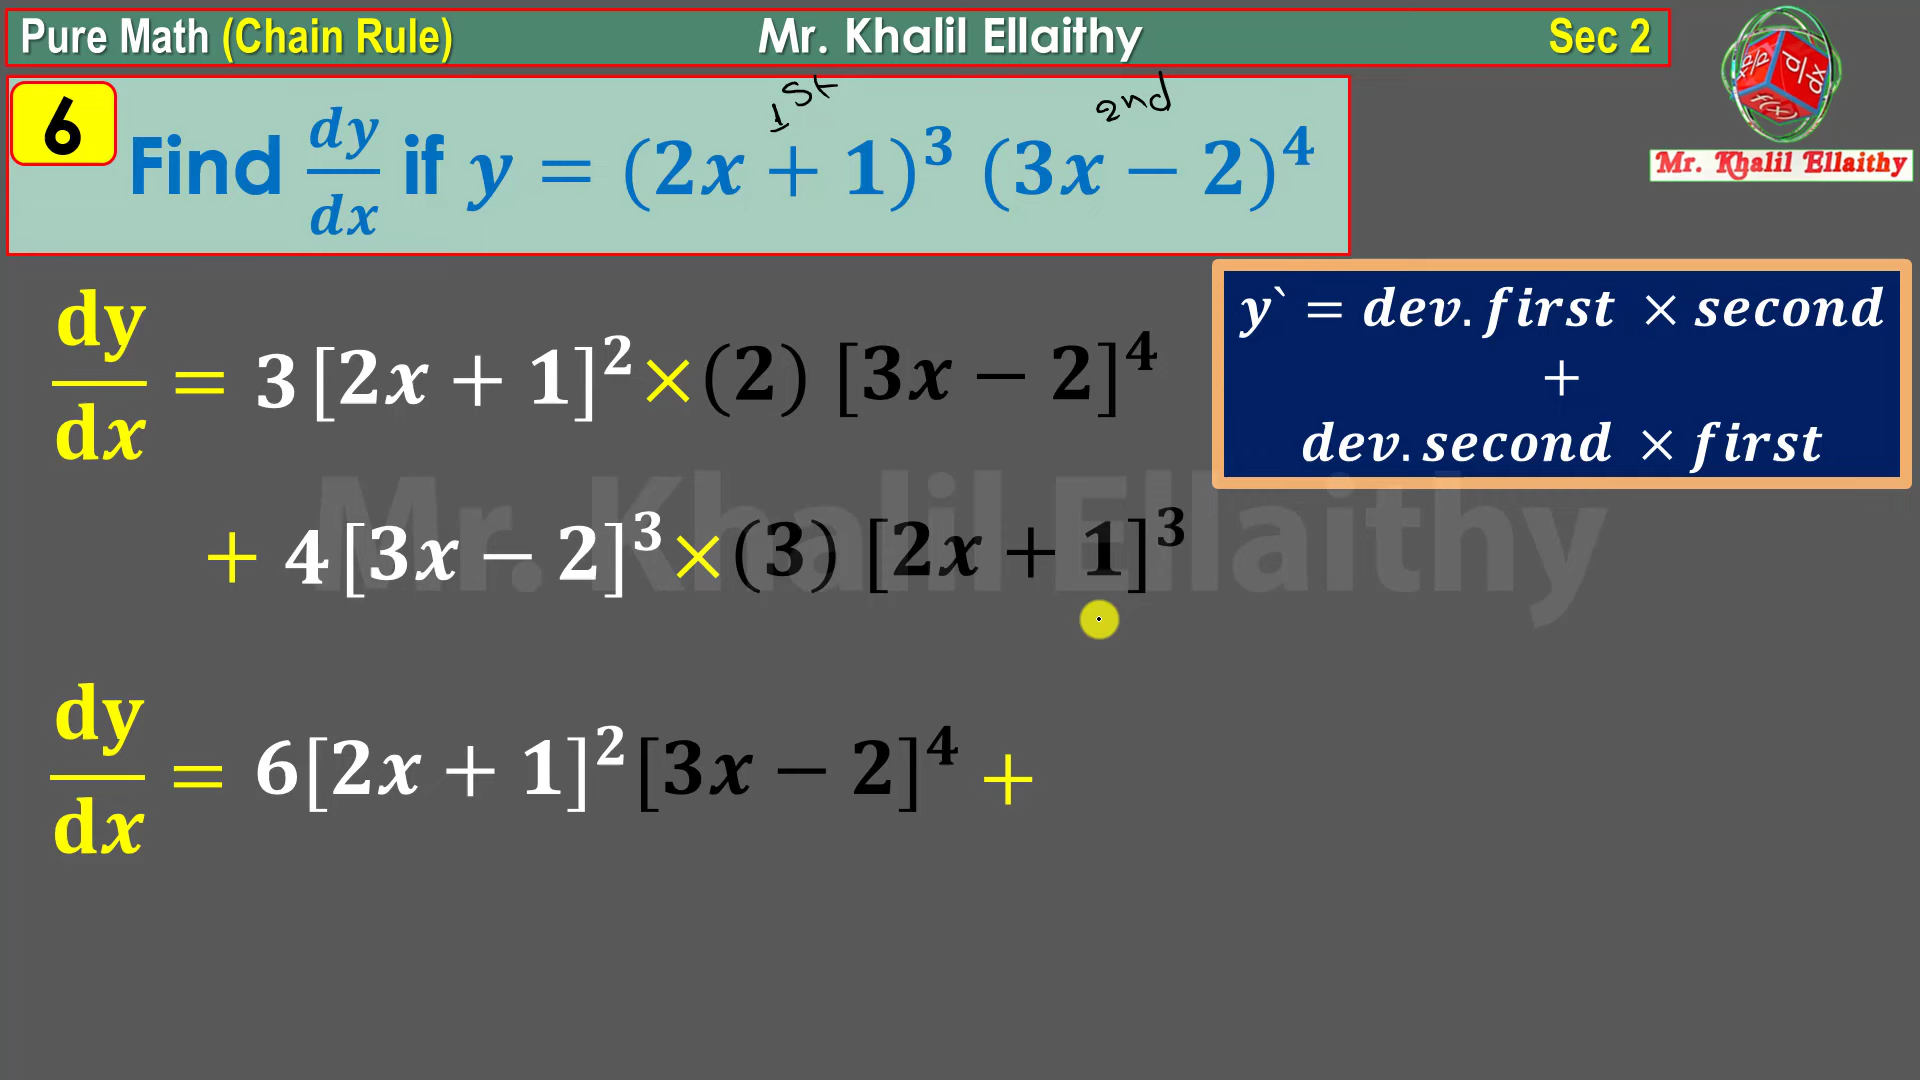 Pure Math (Chain Rule) Mr. Khalil Ellaithy Sec 2
1st 2nd
6 Find dy/dx if y = (2x + 1)³ (3x − 2)⁴
Mr. Khalil Ellaithy
y` = dev. first × second
+
dev. second × first
dy/dx = 3[2x + 1]²×(2) [3x − 2]⁴
+ 4[3x − 2]³×(3) [2x + 1]³
Mr. Khalil Ellaithy
dy/dx = 6[2x + 1]²[3x − 2]⁴ +